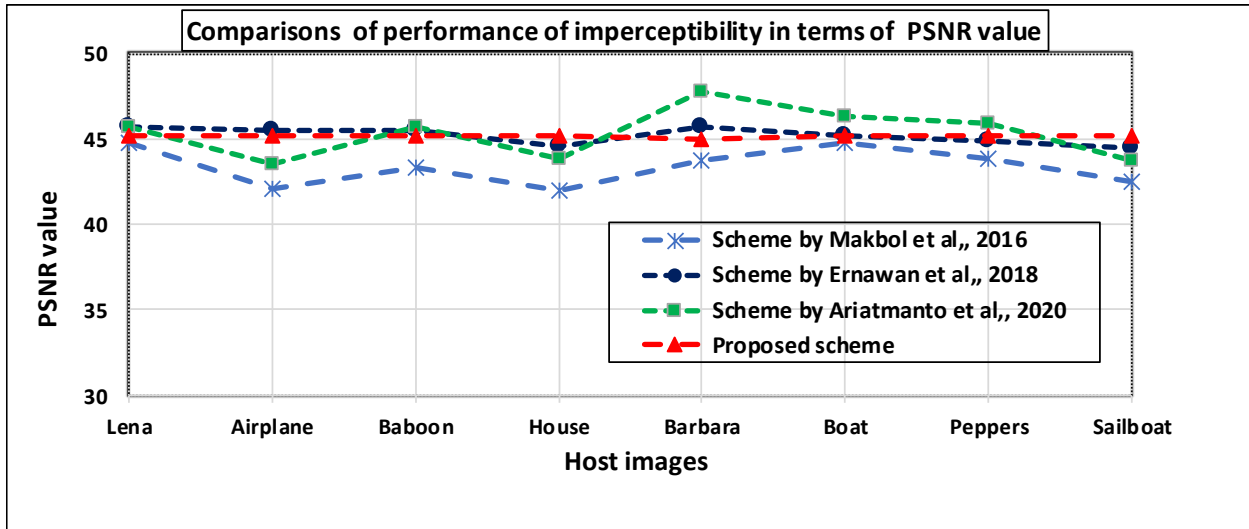 Comparisons of performance of imperceptibility in terms of PSNR value
50
45
40
35
30
PSNR value
Scheme by Makbol et al,, 2016
Scheme by Ernawan et al,, 2018
Scheme by Ariatmanto et al,, 2020
Proposed scheme
Lena Airplane Baboon House Barbara Boat Peppers Sailboat
Host images